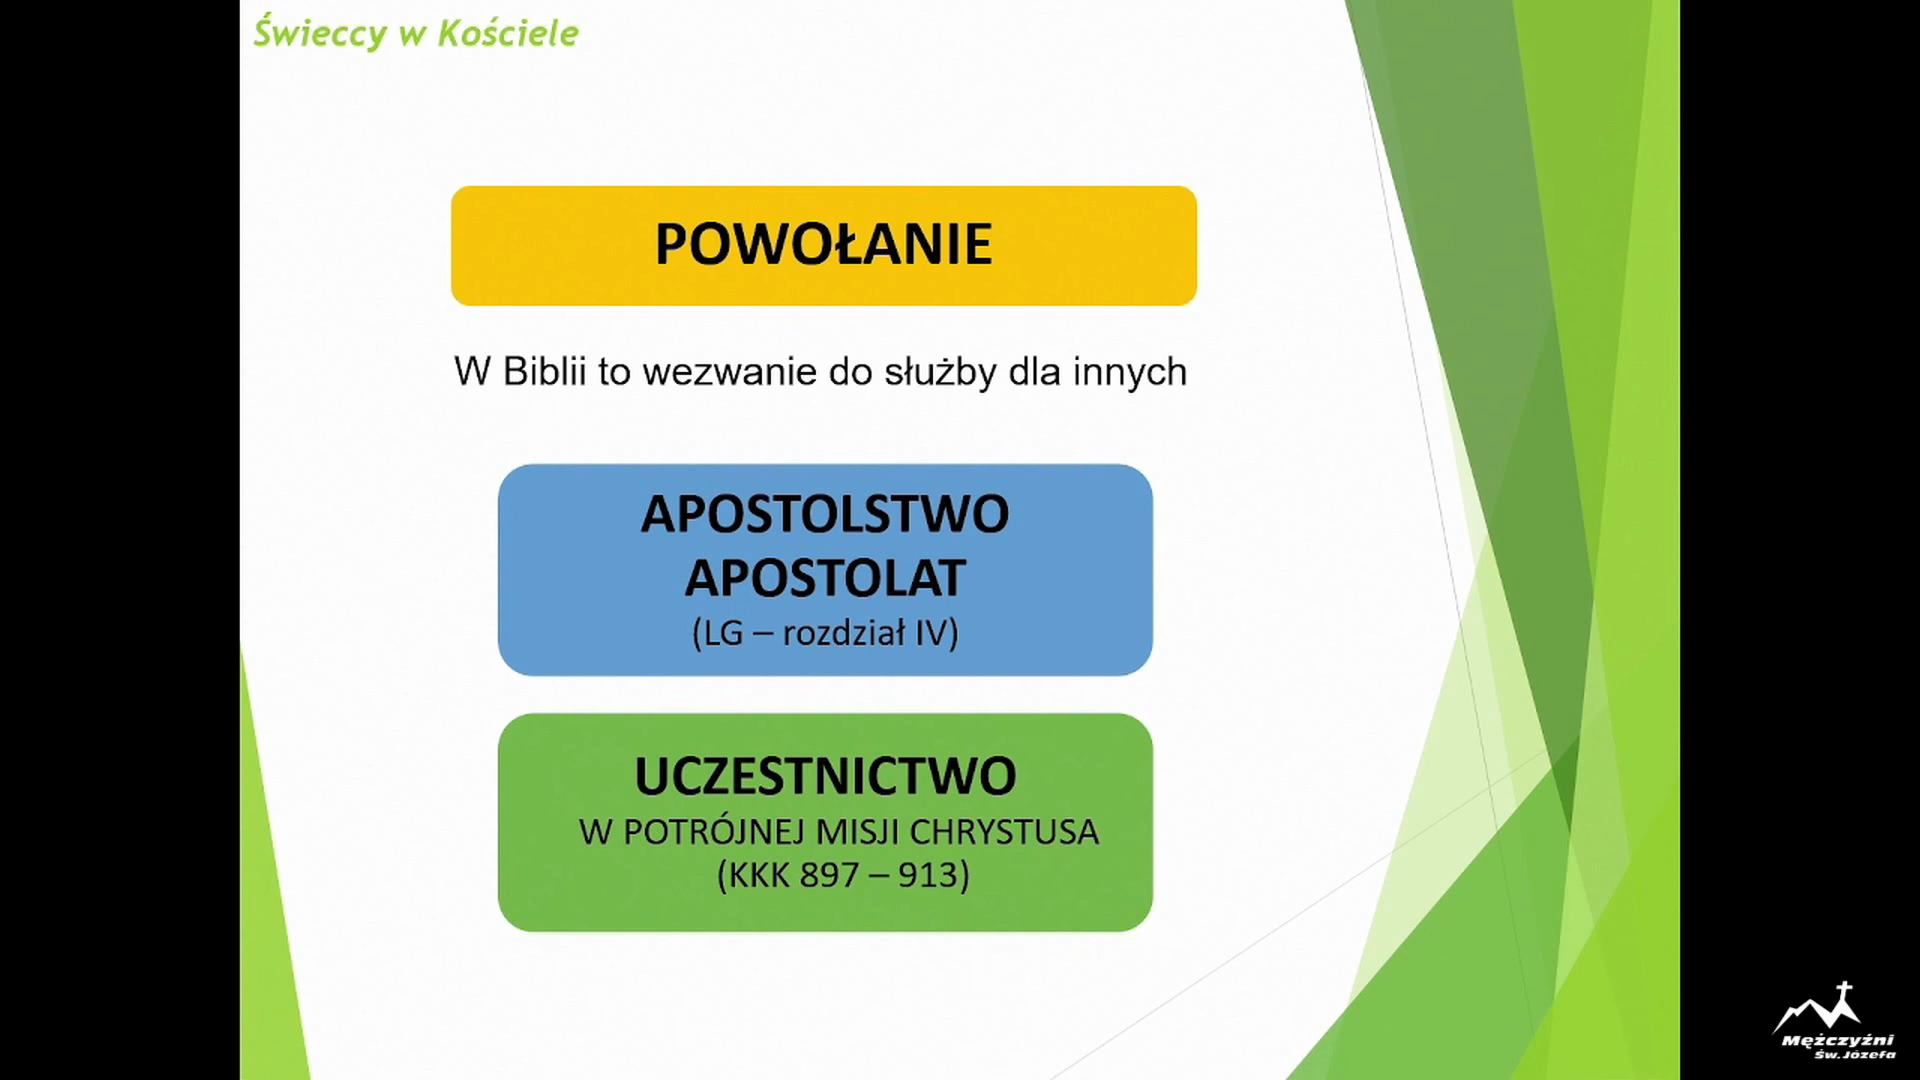 Świeccy w Kościele
POWOŁANIE
W Biblii to wezwanie do służby dla innych
APOSTOLSTWO
APOSTOLAT
(LG – rozdział IV)
UCZESTNICTWO
W POTRÓJNEJ MISJI CHRYSTUSA
(KKK 897 – 913)
Mężczyźni
Św.Józefa